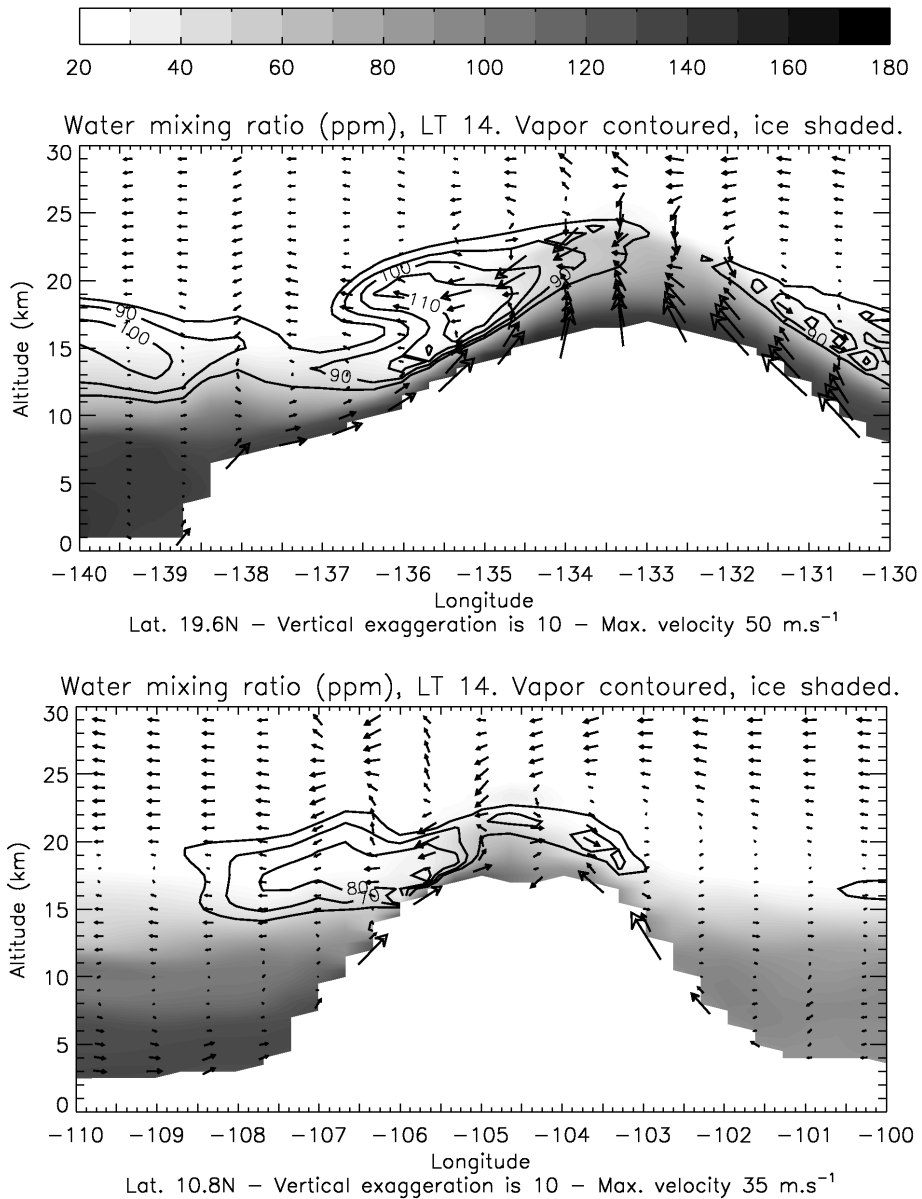 20 40 60 80 100 120 140 160 180
Water mixing ratio (ppm), LT 14. Vapor contoured, ice shaded.
30
25
20
15
10
5
0
Altitude (km)
100
110
90
90
100
90
90
−140 −139 −138 −137 −136 −135 −134 −133 −132 −131 −130
Longitude
Lat. 19.6N − Vertical exaggeration is 10 − Max. velocity 50 m.s⁻¹
Water mixing ratio (ppm), LT 14. Vapor contoured, ice shaded.
30
25
20
15
10
5
0
Altitude (km)
80
70
−110 −109 −108 −107 −106 −105 −104 −103 −102 −101 −100
Longitude
Lat. 10.8N − Vertical exaggeration is 10 − Max. velocity 35 m.s⁻¹